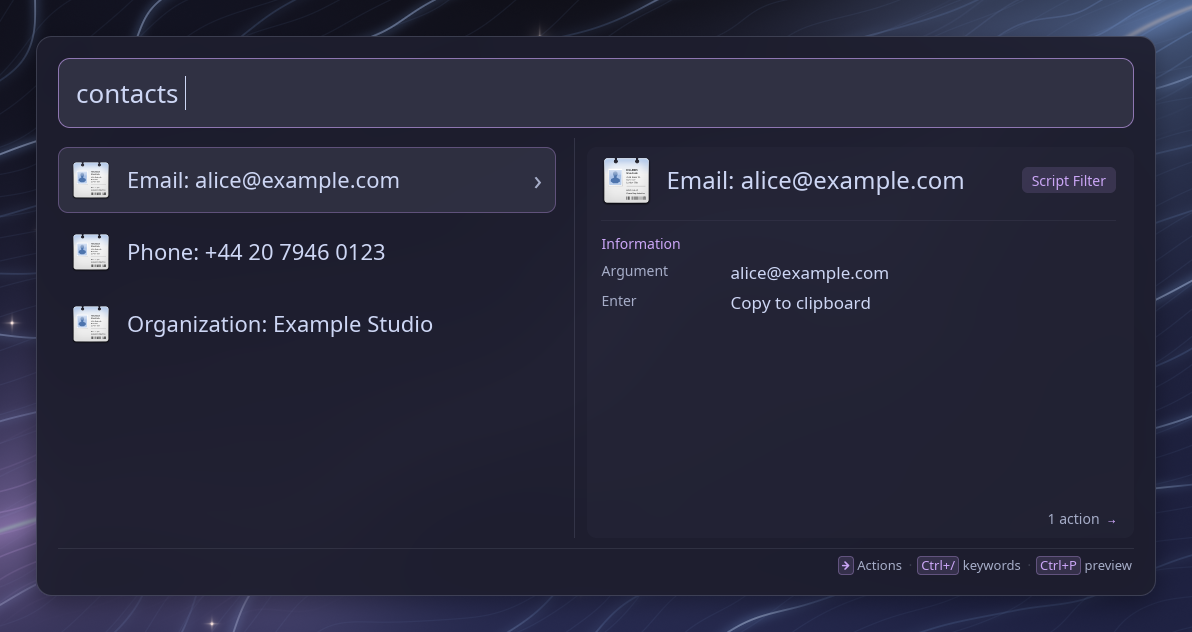 contacts
Email: alice@example.com ›
Phone: +44 20 7946 0123
Organization: Example Studio
Email: alice@example.com
Script Filter
Information
Argument alice@example.com
Enter Copy to clipboard
1 action →
→ Actions · Ctrl+/ keywords · Ctrl+P preview